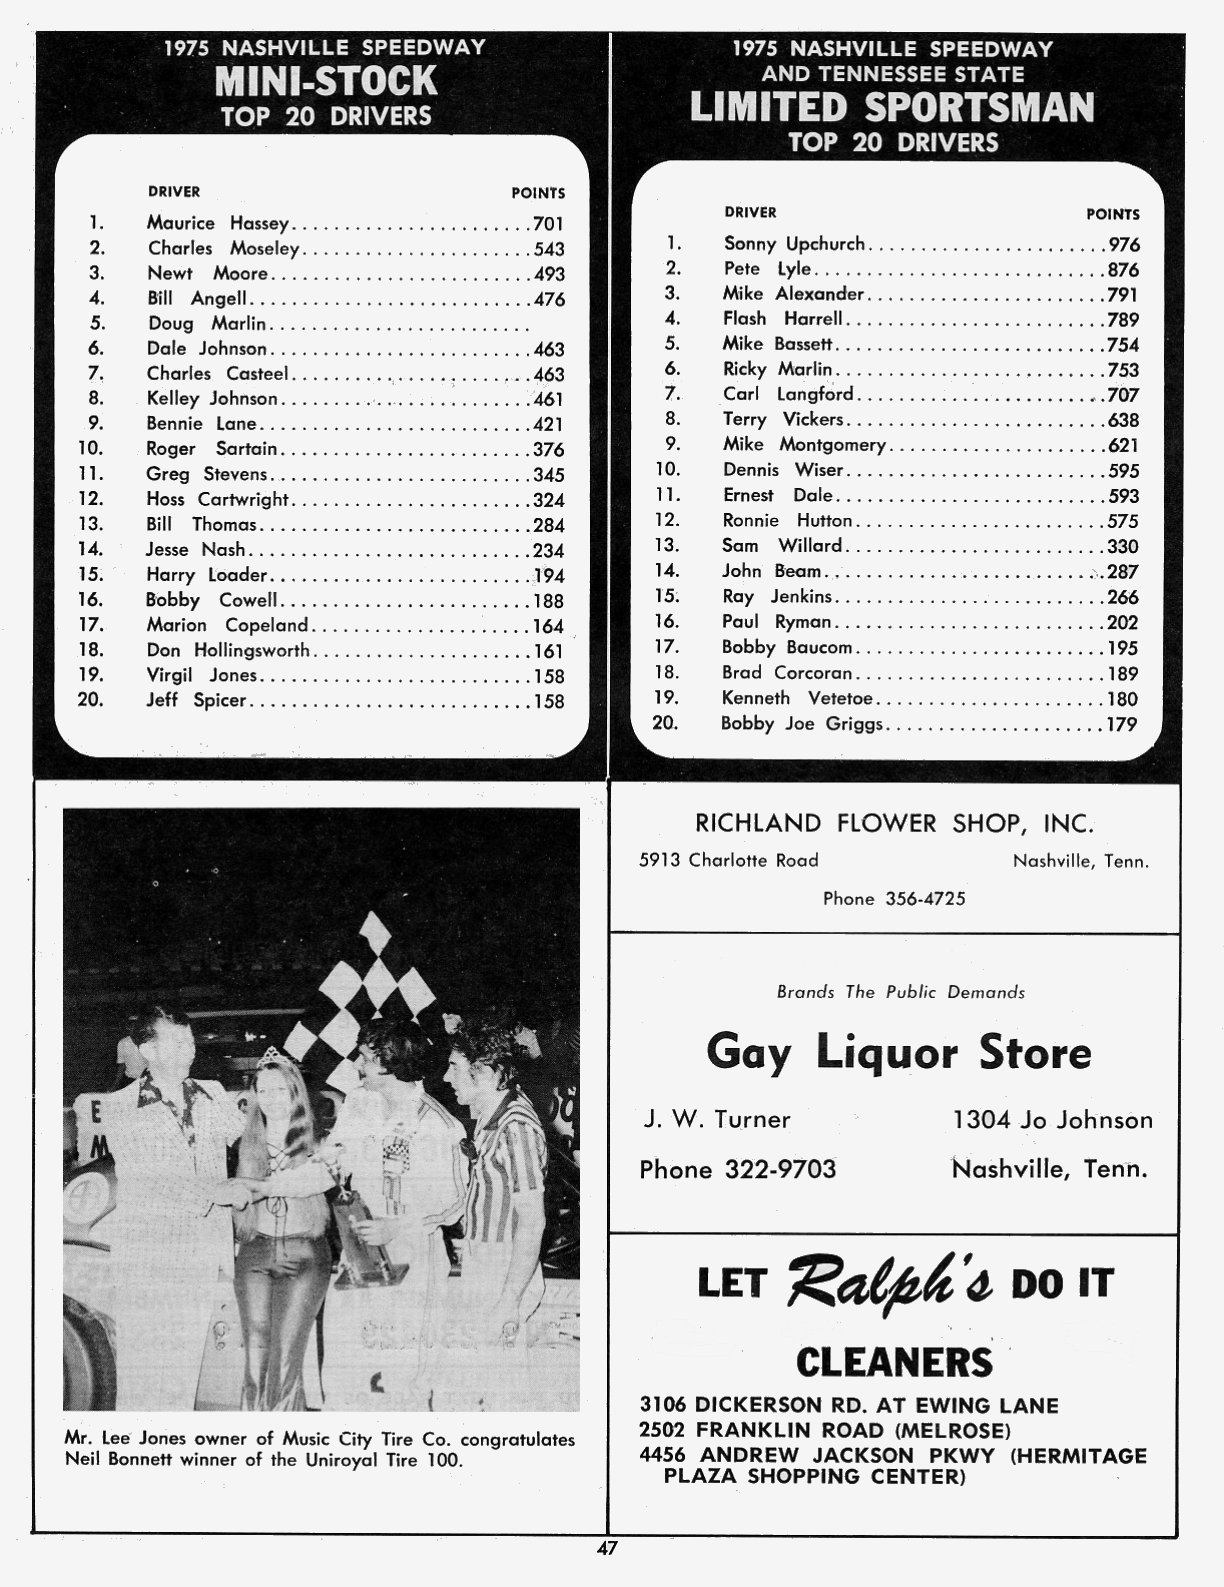 1975 NASHVILLE SPEEDWAY
MINI-STOCK
TOP 20 DRIVERS
DRIVER POINTS
1. Maurice Hassey........................701
2. Charles Moseley.......................543
3. Newt Moore.........................493
4. Bill Angell...........................476
5. Doug Marlin.........................
6. Dale Johnson.........................463
7. Charles Casteel.......................463
8. Kelley Johnson........................461
9. Bennie Lane..........................421
10. Roger Sartain........................376
11. Greg Stevens.........................345
12. Hoss Cartwright.......................324
13. Bill Thomas..........................284
14. Jesse Nash...........................234
15. Harry Loader.........................194
16. Bobby Cowell........................188
17. Marion Copeland.....................164
18. Don Hollingsworth.....................161
19. Virgil Jones..........................158
20. Jeff Spicer...........................158
1975 NASHVILLE SPEEDWAY
AND TENNESSEE STATE
LIMITED SPORTSMAN
TOP 20 DRIVERS
DRIVER POINTS
1. Sonny Upchurch.......................976
2. Pete Lyle............................876
3. Mike Alexander.......................791
4. Flash Harrell.........................789
5. Mike Bassett..........................754
6. Ricky Marlin..........................753
7. Carl Langford........................707
8. Terry Vickers.........................638
9. Mike Montgomery.....................621
10. Dennis Wiser.........................595
11. Ernest Dale..........................593
12. Ronnie Hutton........................575
13. Sam Willard.........................330
14. John Beam...........................287
15. Ray Jenkins..........................266
16. Paul Ryman..........................202
17. Bobby Baucom........................195
18. Brad Corcoran........................189
19. Kenneth Vetetoe......................180
20. Bobby Joe Griggs.....................179
Mr. Lee Jones owner of Music City Tire Co. congratulates
Neil Bonnett winner of the Uniroyal Tire 100.
RICHLAND FLOWER SHOP, INC.
5913 Charlotte Road Nashville, Tenn.
Phone 356-4725
Brands The Public Demands
Gay Liquor Store
J. W. Turner 1304 Jo Johnson
Phone 322-9703 Nashville, Tenn.
LET Ralph's DO IT
CLEANERS
3106 DICKERSON RD. AT EWING LANE
2502 FRANKLIN ROAD (MELROSE)
4456 ANDREW JACKSON PKWY (HERMITAGE
PLAZA SHOPPING CENTER)
47